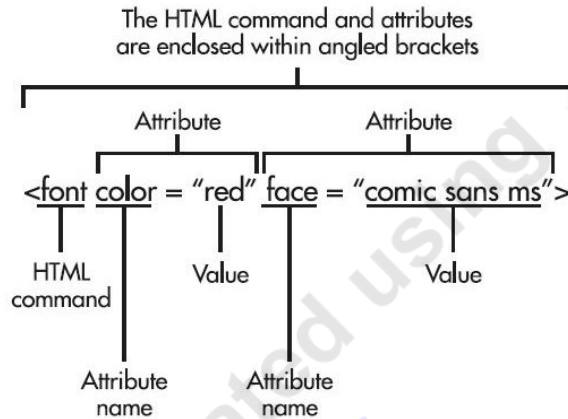 The HTML command and attributes
are enclosed within angled brackets
Attribute Attribute
<font color = “red” face = “comic sans ms”>
HTML
command
Value Value
Attribute
name
Attribute
name